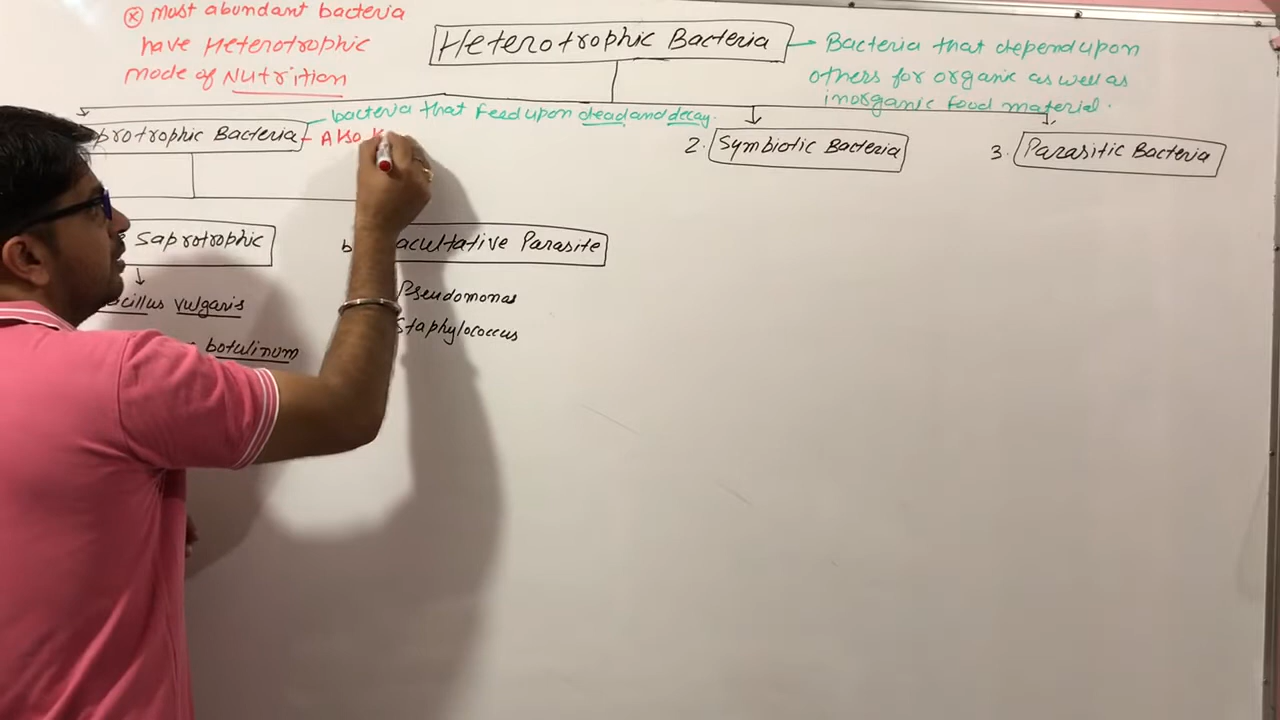 ⓧ Must abundant bacteria
have Heterotrophic
mode of Nutrition
Heterotrophic Bacteria
Bacteria that depend upon
others for organic as well as
inorganic food material.
bacteria that feed upon dead and decay.
protrophic Bacteria
Also K
2. Symbiotic Bacteria
3. Parasitic Bacteria
Saprotrophic
b
acultative Parasite
cillus vulgaris
botulinum
Pseudomonas
Staphylococcus